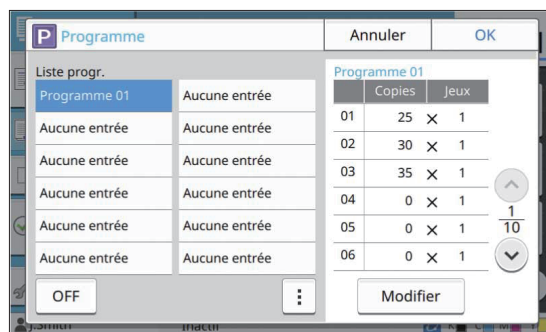 P Programme
Annuler
OK
Liste progr.
Programme 01
Aucune entrée
Aucune entrée
Aucune entrée
Aucune entrée
Aucune entrée
Aucune entrée
Aucune entrée
Aucune entrée
Aucune entrée
Aucune entrée
Aucune entrée
OFF
Programme 01
Copies Jeux
01 25 × 1
02 30 × 1
03 35 × 1
04 0 × 1
05 0 × 1
06 0 × 1
1
10
Modifier
J.Smith
Inactif